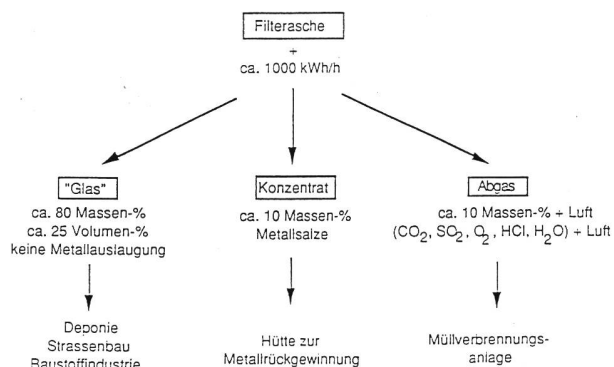 Filterasche
+
ca. 1000 kWh/h
"Glas"
ca. 80 Massen-%
ca. 25 Volumen-%
keine Metallauslaugung
Deponie
Strassenbau
Baustoffindustrie
Konzentrat
ca. 10 Massen-%
Metallsalze
Hütte zur
Metallrückgewinnung
Abgas
ca. 10 Massen-% + Luft
(CO₂, SO₂, O₂, HCl, H₂O) + Luft
Müllverbrennungs-
anlage